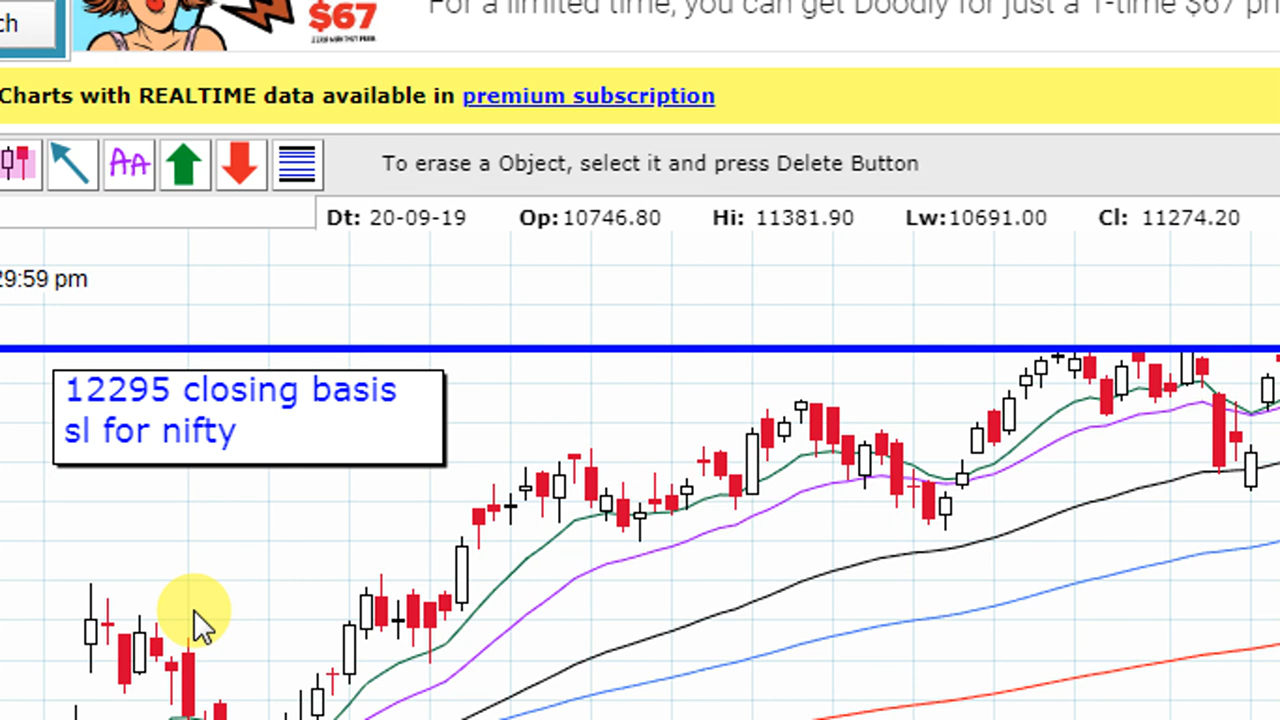 ch
$67
For a limited time, you can get Doodly for just a 1-time $67 pri
Charts with REALTIME data available in premium subscription
AA
To erase a Object, select it and press Delete Button
Dt: 20-09-19 Op:10746.80 Hi: 11381.90 Lw:10691.00 Cl: 11274.20
29:59 pm
12295 closing basis
sl for nifty